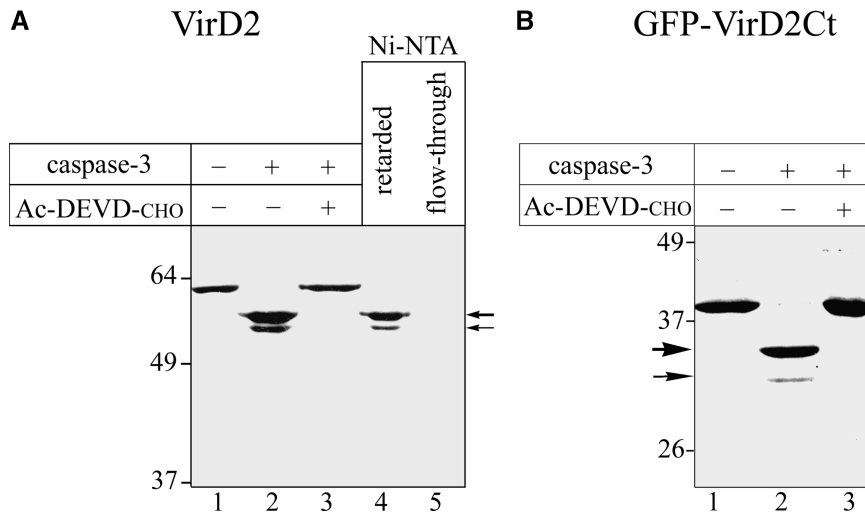 A VirD2
Ni-NTA
retarded
flow-through
caspase-3 – + +
Ac-DEVD-CHO – – +
64
49
37
1 2 3 4 5
B GFP-VirD2Ct
caspase-3 – + +
Ac-DEVD-CHO – – +
49
37
26
1 2 3